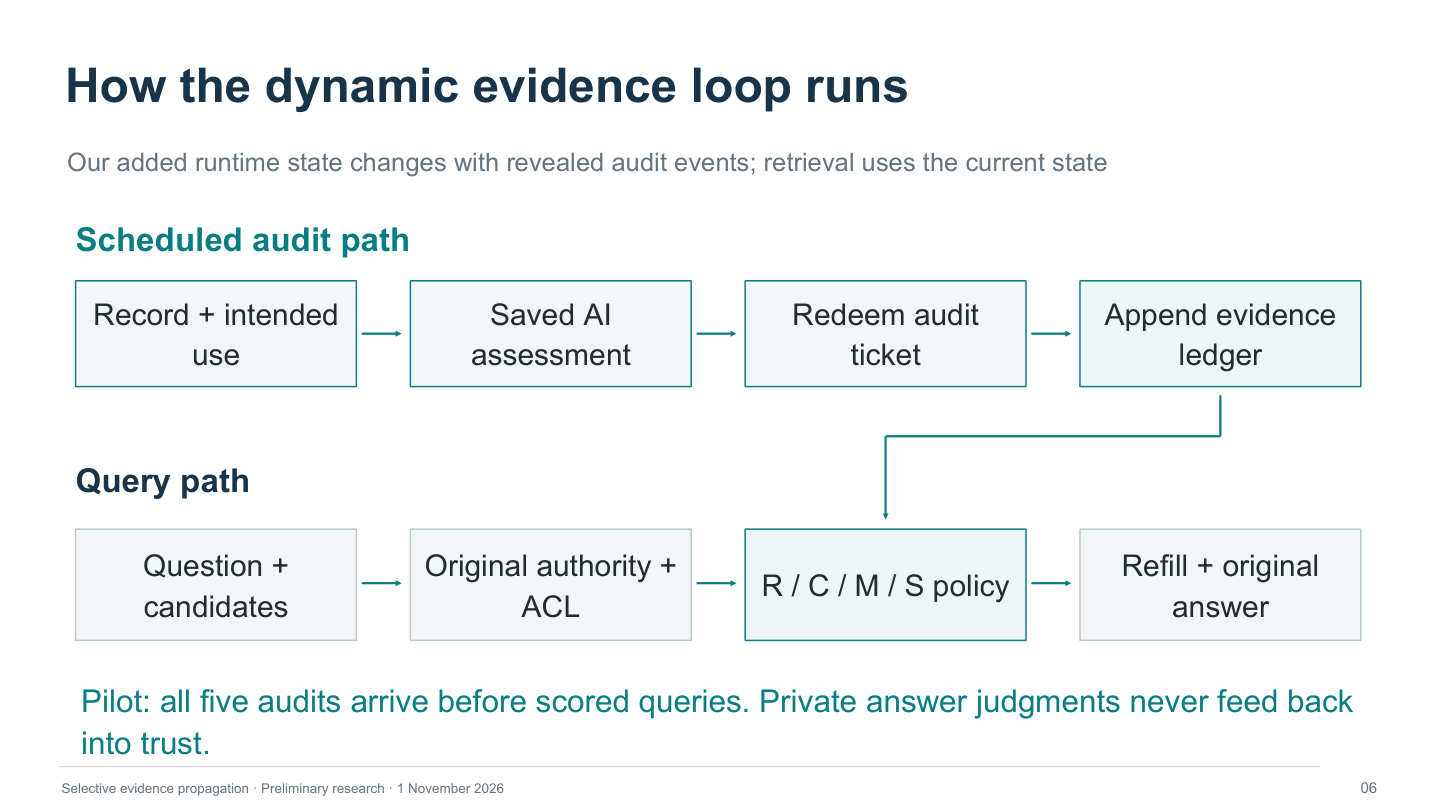 How the dynamic evidence loop runs
Our added runtime state changes with revealed audit events; retrieval uses the current state
Scheduled audit path
Record + intended
use
Saved AI
assessment
Redeem audit
ticket
Append evidence
ledger
Query path
Question +
candidates
Original authority +
ACL
R / C / M / S policy
Refill + original
answer
Pilot: all five audits arrive before scored queries. Private answer judgments never feed back
into trust.
Selective evidence propagation · Preliminary research · 1 November 2026
06